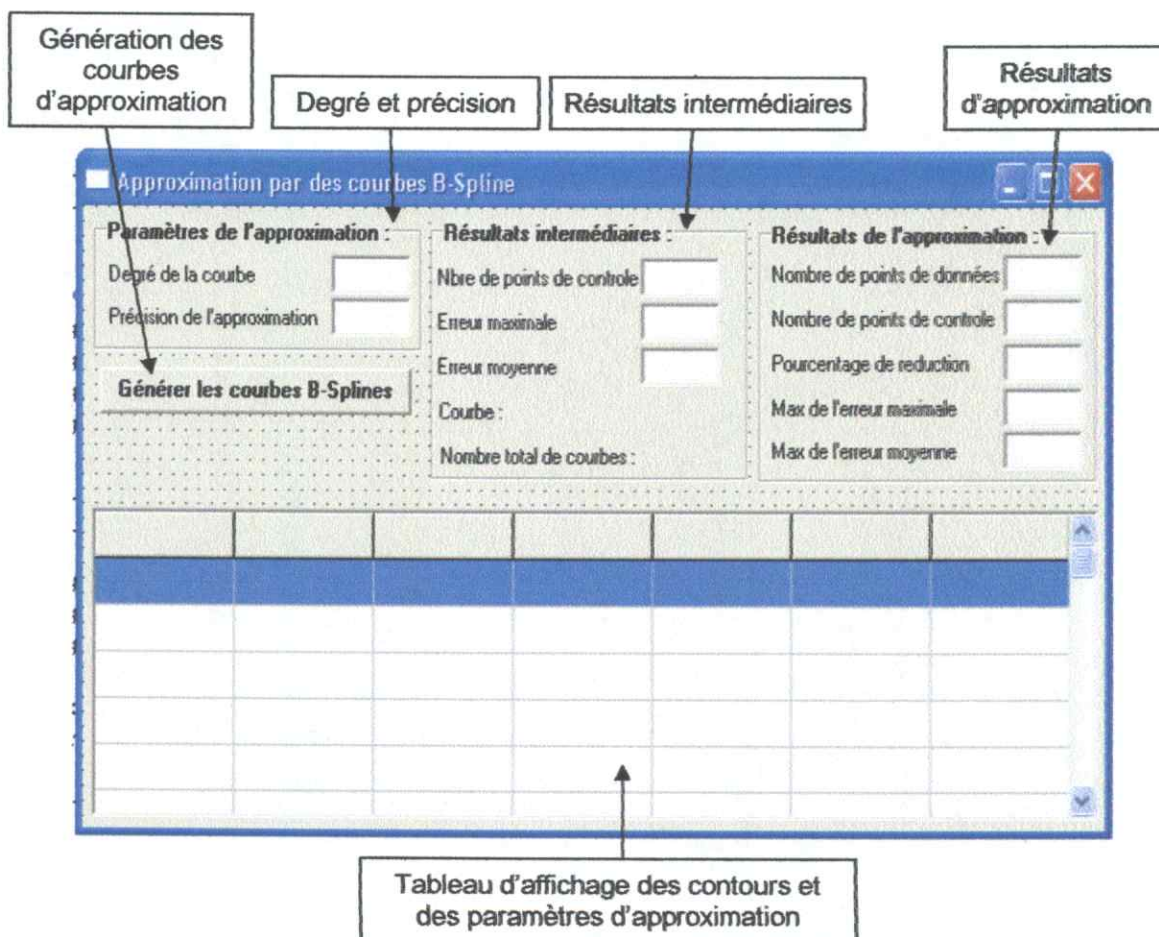 Génération des
courbes
d'approximation
Degré et précision
Résultats intermédiaires
Résultats
d'approximation
Approximation par des courbes B-Spline
Paramètres de l'approximation :
Degré de la courbe
Précision de l'approximation
Générer les courbes B-Splines
Résultats intermédiaires :
Nbre de points de controle
Erreur maximale
Erreur moyenne
Courbe :
Nombre total de courbes :
Résultats de l'approximation :
Nombre de points de données
Nombre de points de controle
Pourcentage de reduction
Max de l'erreur maximale
Max de l'erreur moyenne
Tableau d'affichage des contours et
des paramètres d'approximation